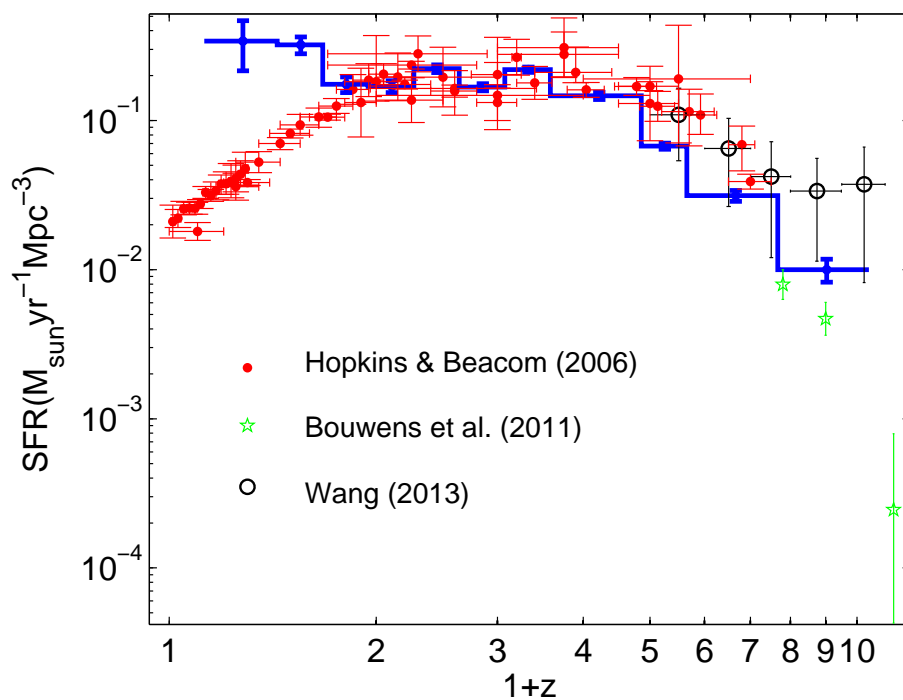 SFR(M_sun yr^-1 Mpc^-3)
10^-1
10^-2
10^-3
10^-4
Hopkins & Beacom (2006)
Bouwens et al. (2011)
Wang (2013)
1 2 3 4 5 6 7 8 9 10
1+z